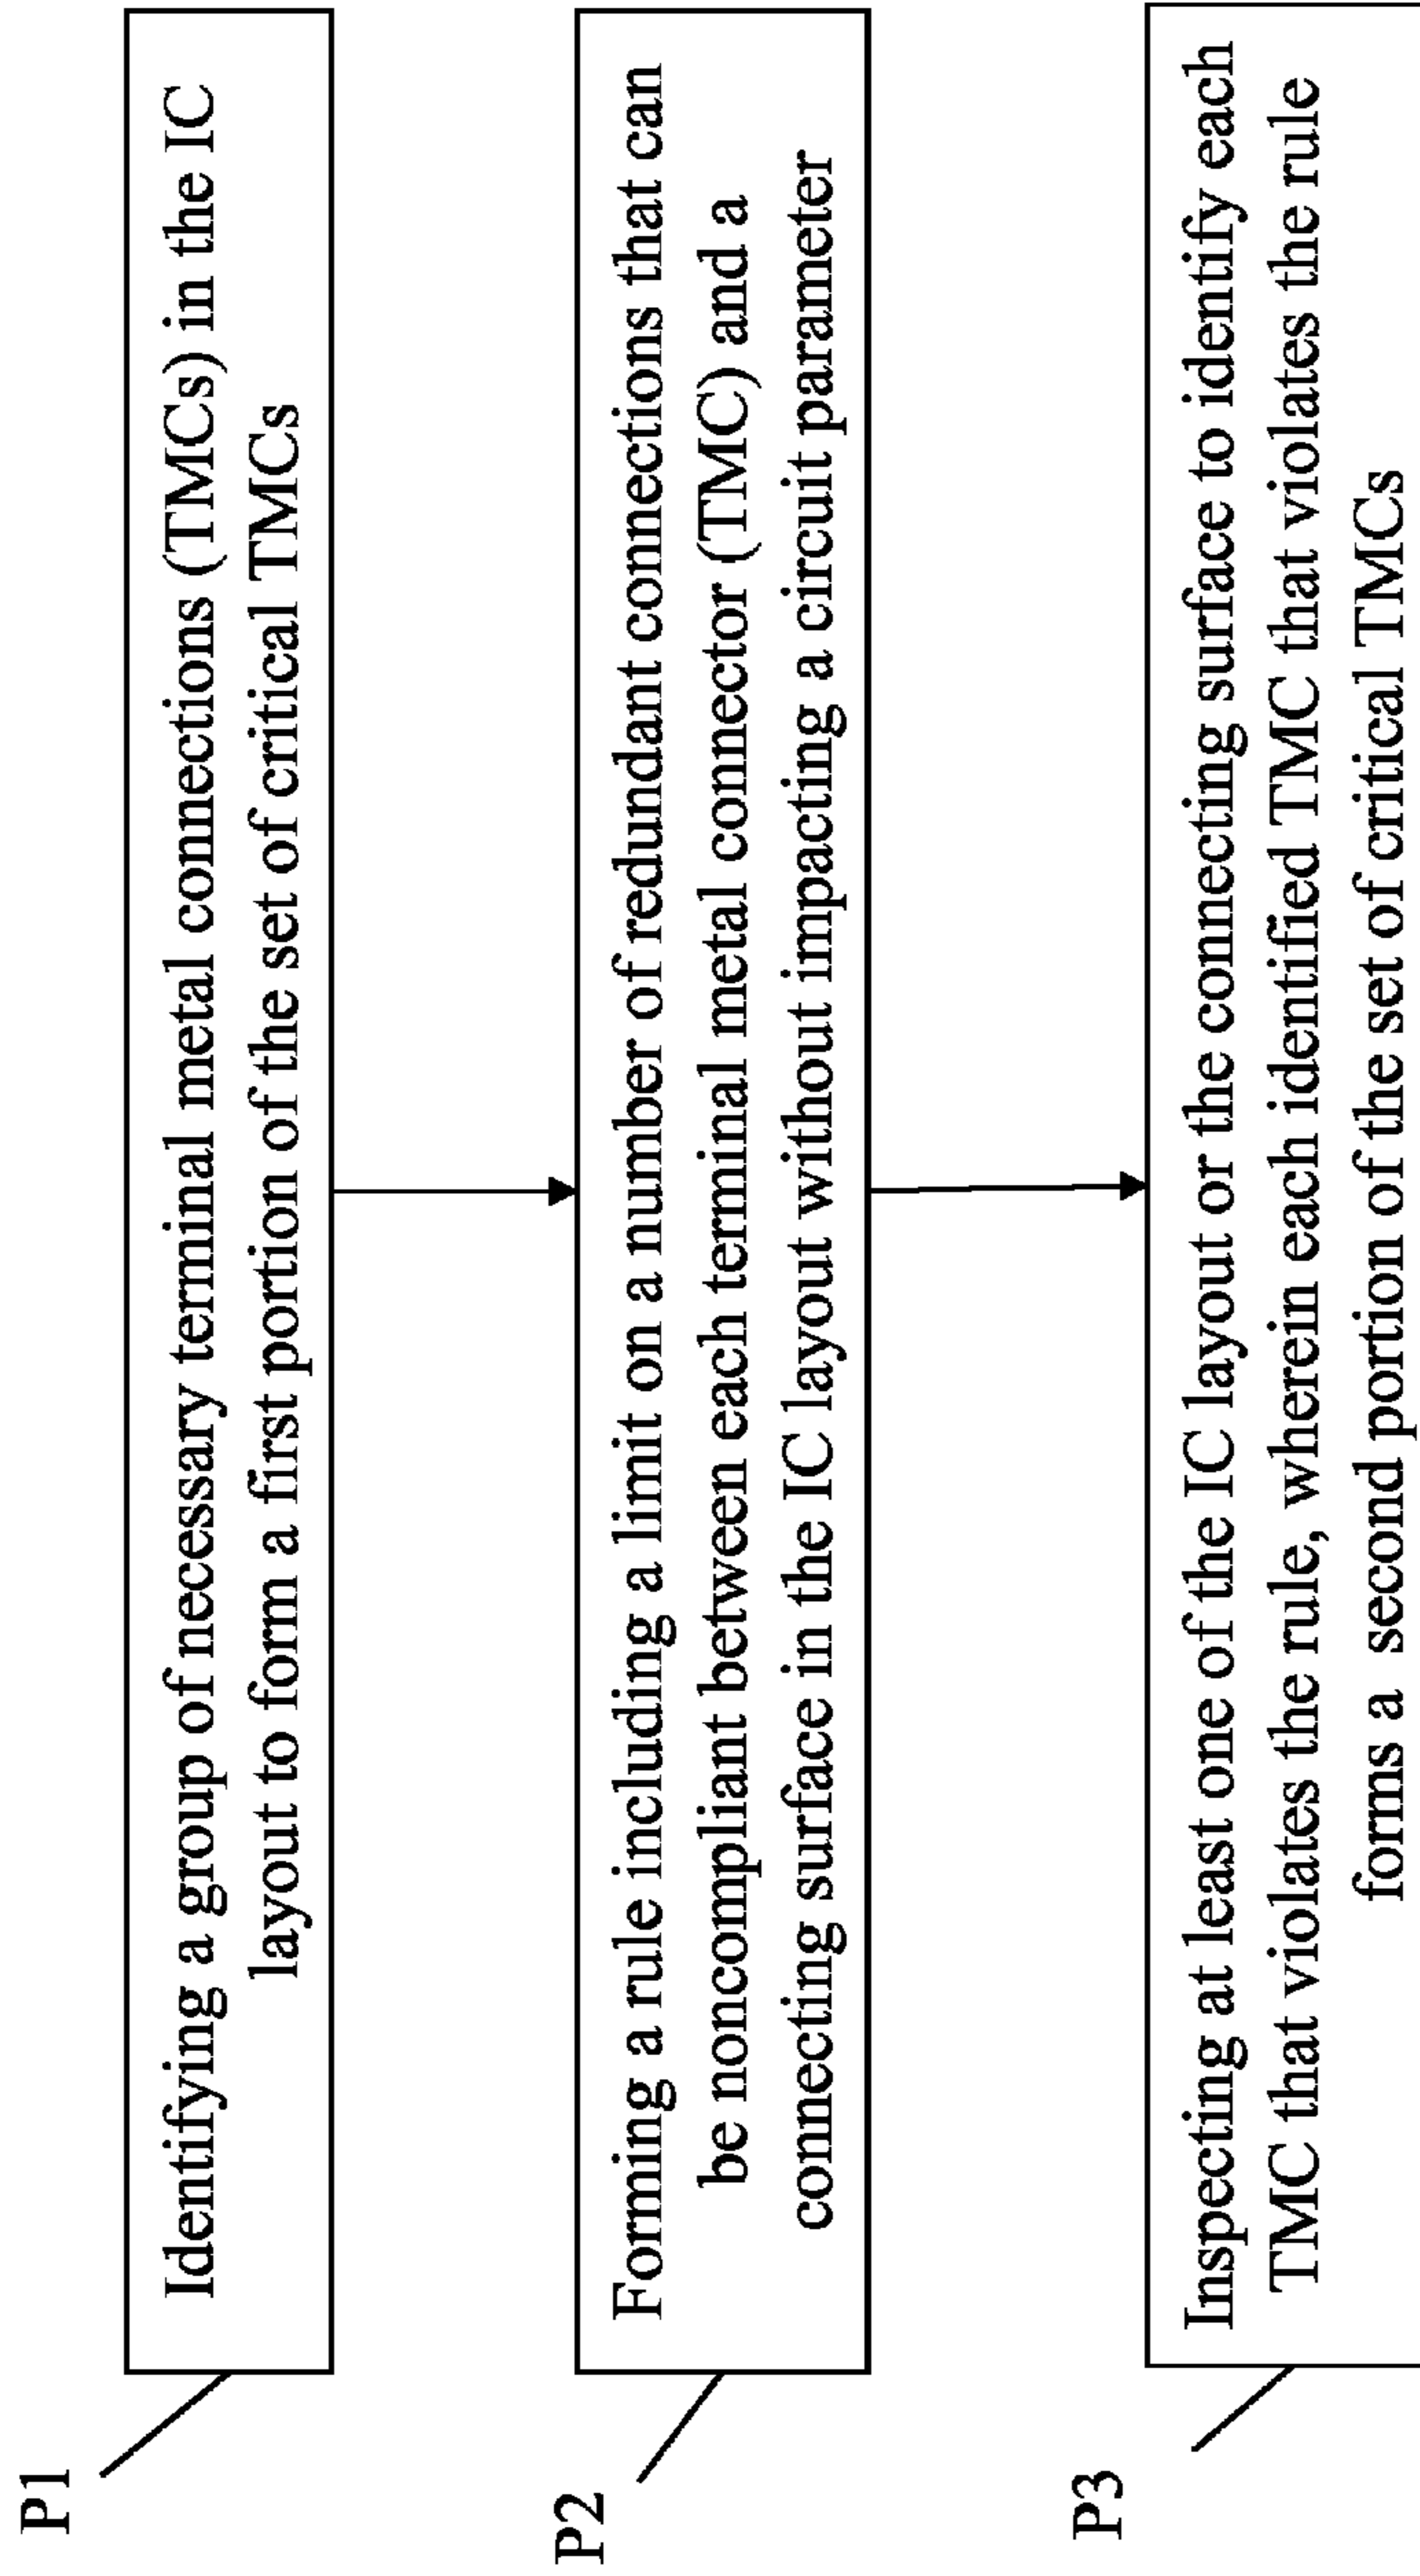 P1
Identifying a group of necessary terminal metal connections (TMCs) in the IC
layout to form a first portion of the set of critical TMCs
P2
Forming a rule including a limit on a number of redundant connections that can
be noncompliant between each terminal metal connector (TMC) and a
connecting surface in the IC layout without impacting a circuit parameter
P3
Inspecting at least one of the IC layout or the connecting surface to identify each
TMC that violates the rule, wherein each identified TMC that violates the rule
forms a second portion of the set of critical TMCs